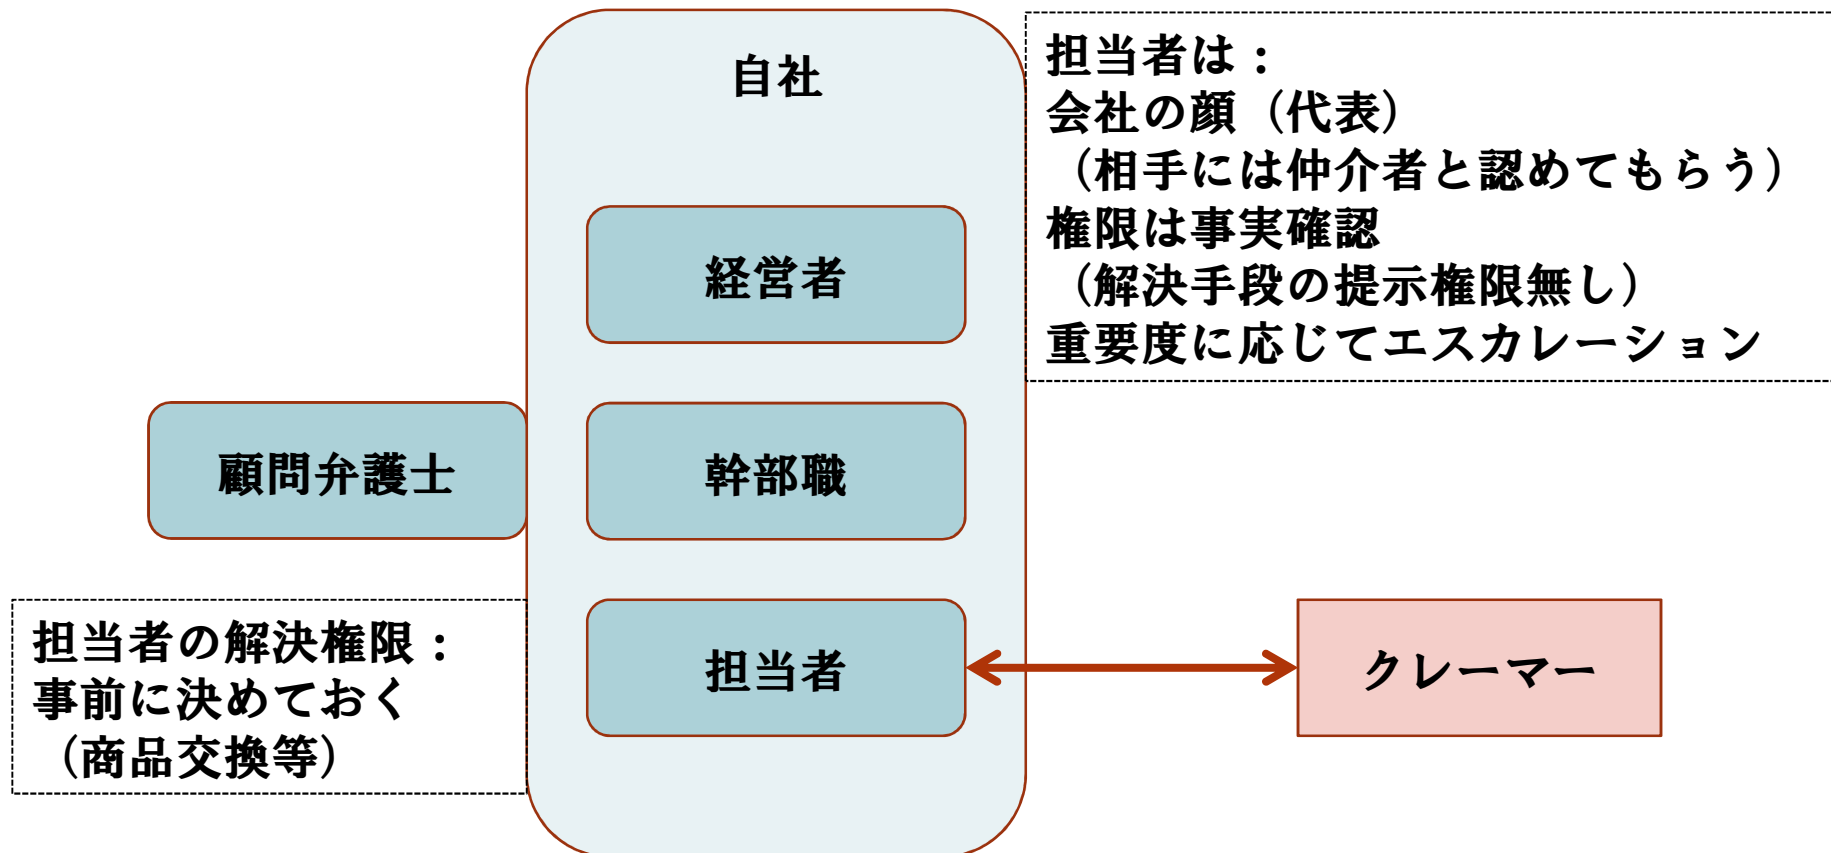 自社
担当者は：
会社の顔（代表）
（相手には仲介者と認めてもらう）
権限は事実確認
（解決手段の提示権限無し）
重要度に応じてエスカレーション
経営者
顧問弁護士
幹部職
担当者の解決権限：
事前に決めておく
（商品交換等）
担当者
クレーマー